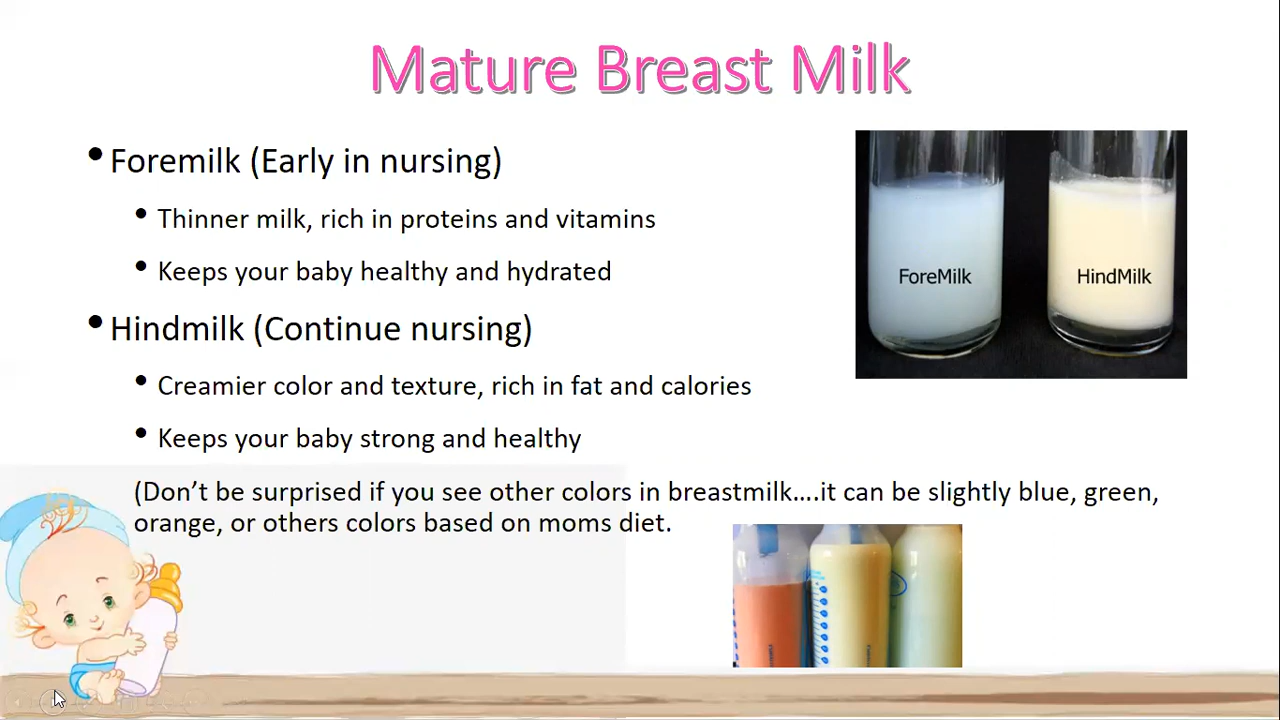 Mature Breast Milk
• Foremilk (Early in nursing)
• Thinner milk, rich in proteins and vitamins
• Keeps your baby healthy and hydrated
ForeMilk
HindMilk
• Hindmilk (Continue nursing)
• Creamier color and texture, rich in fat and calories
• Keeps your baby strong and healthy
(Don’t be surprised if you see other colors in breastmilk….it can be slightly blue, green,
orange, or others colors based on moms diet.